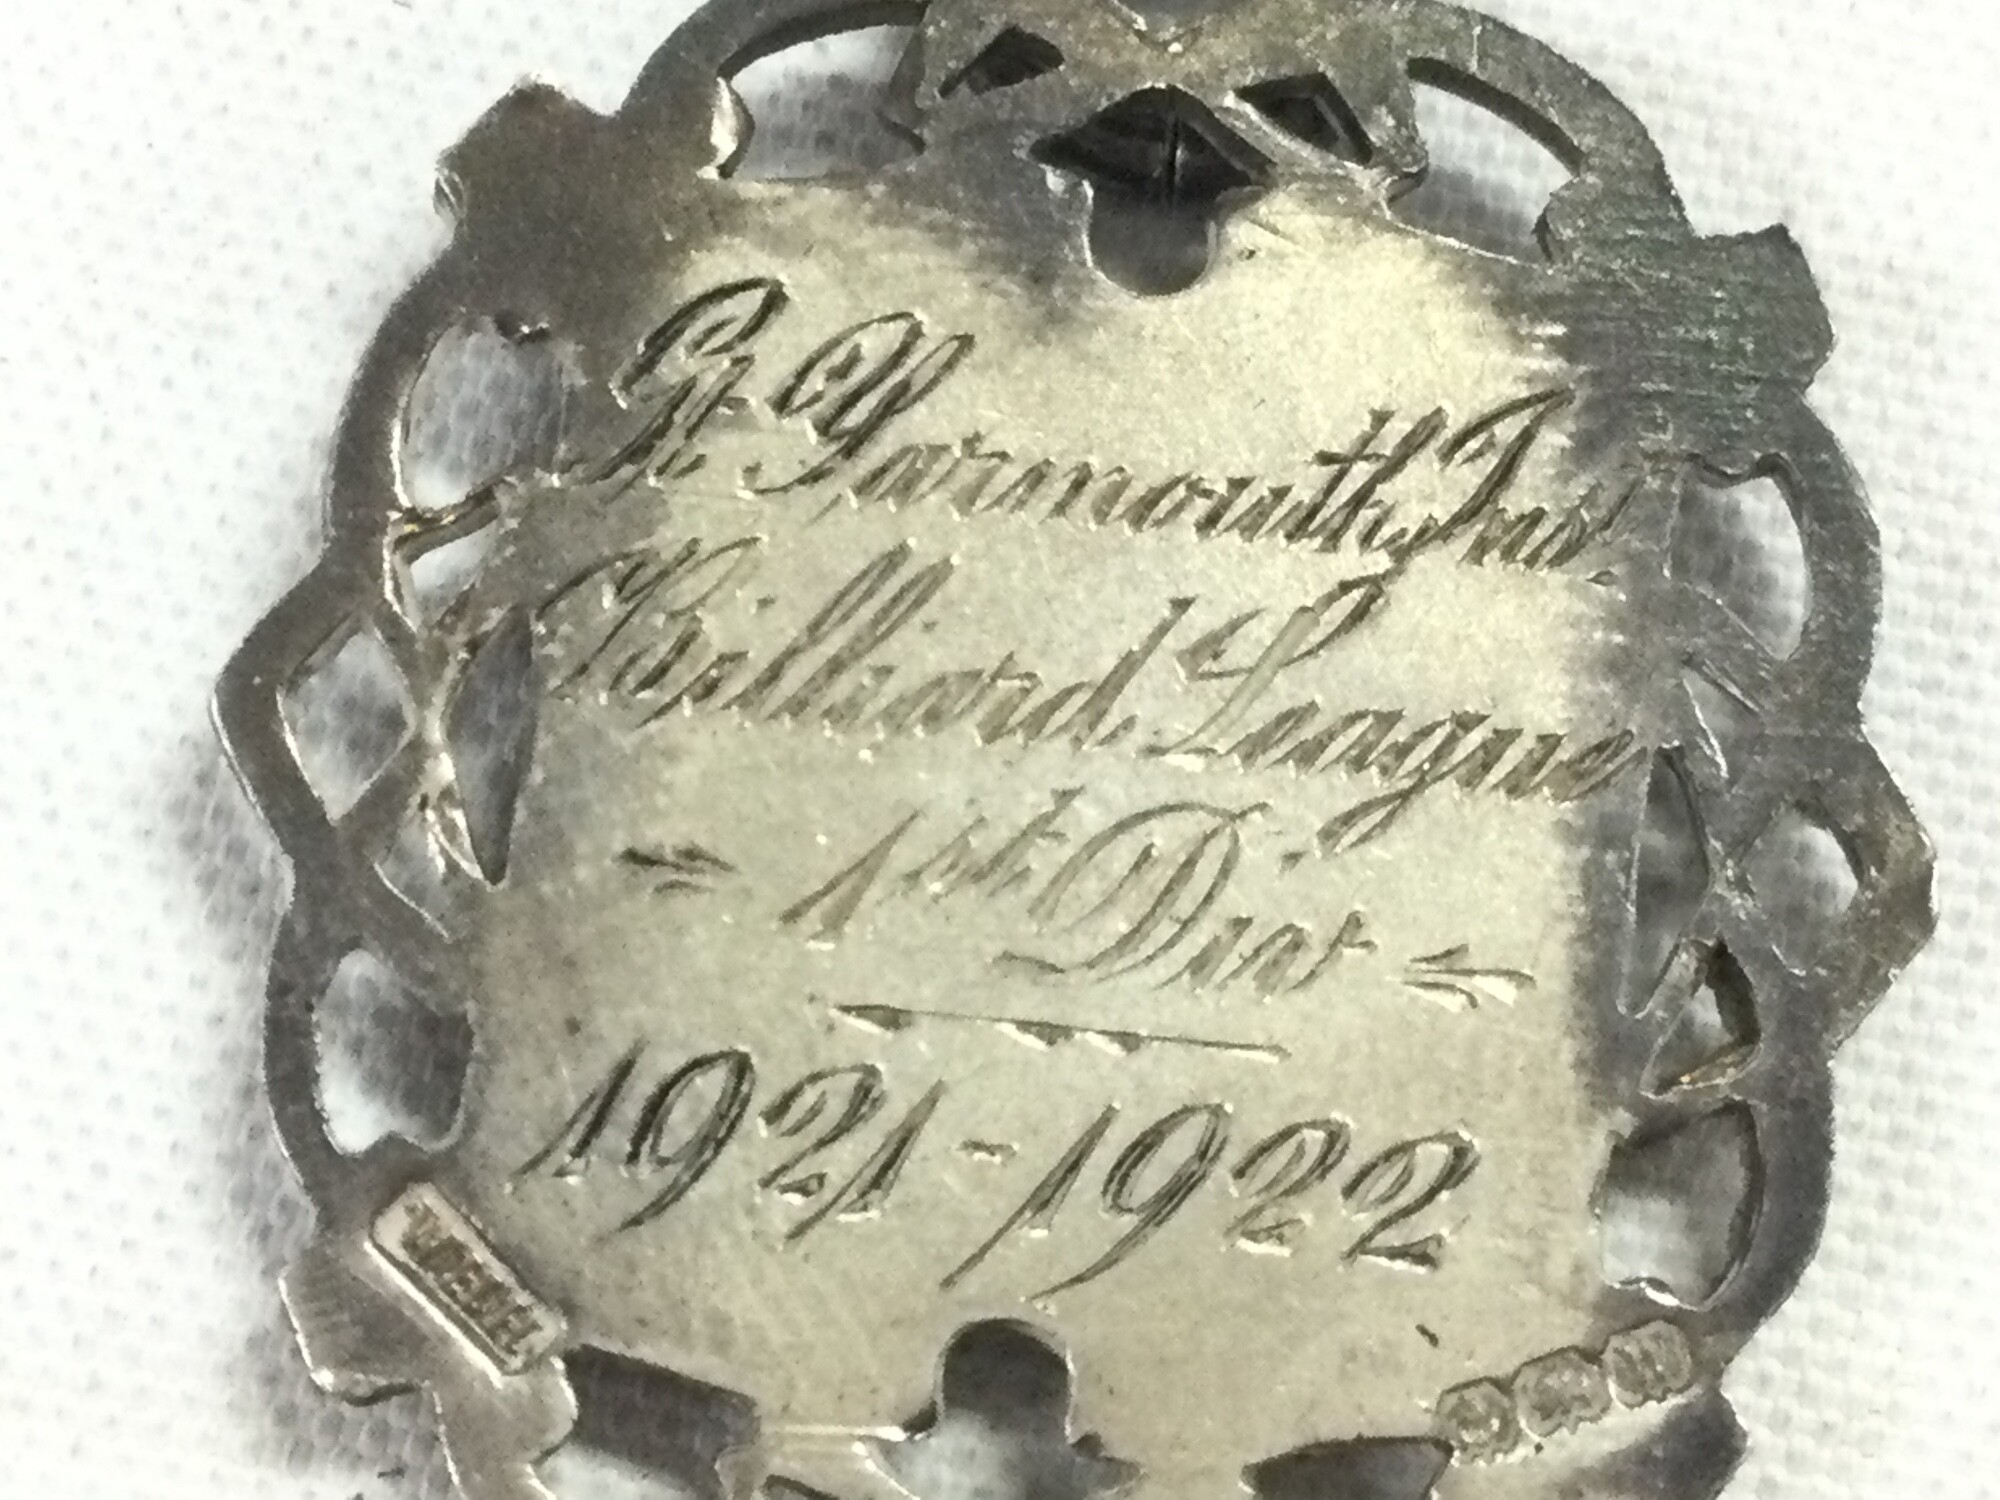 Gt. Yarmouth Inst
Billiard League
1st Div
1921-1922